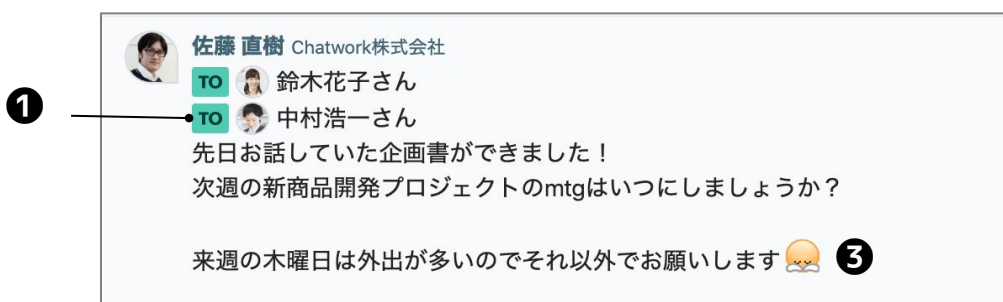 佐藤 直樹 Chatwork株式会社
TO 鈴木花子さん
❶ TO 中村浩一さん
先日お話していた企画書ができました！
次週の新商品開発プロジェクトのmtgはいつにしましょうか？
来週の木曜日は外出が多いのでそれ以外でお願いします ❸